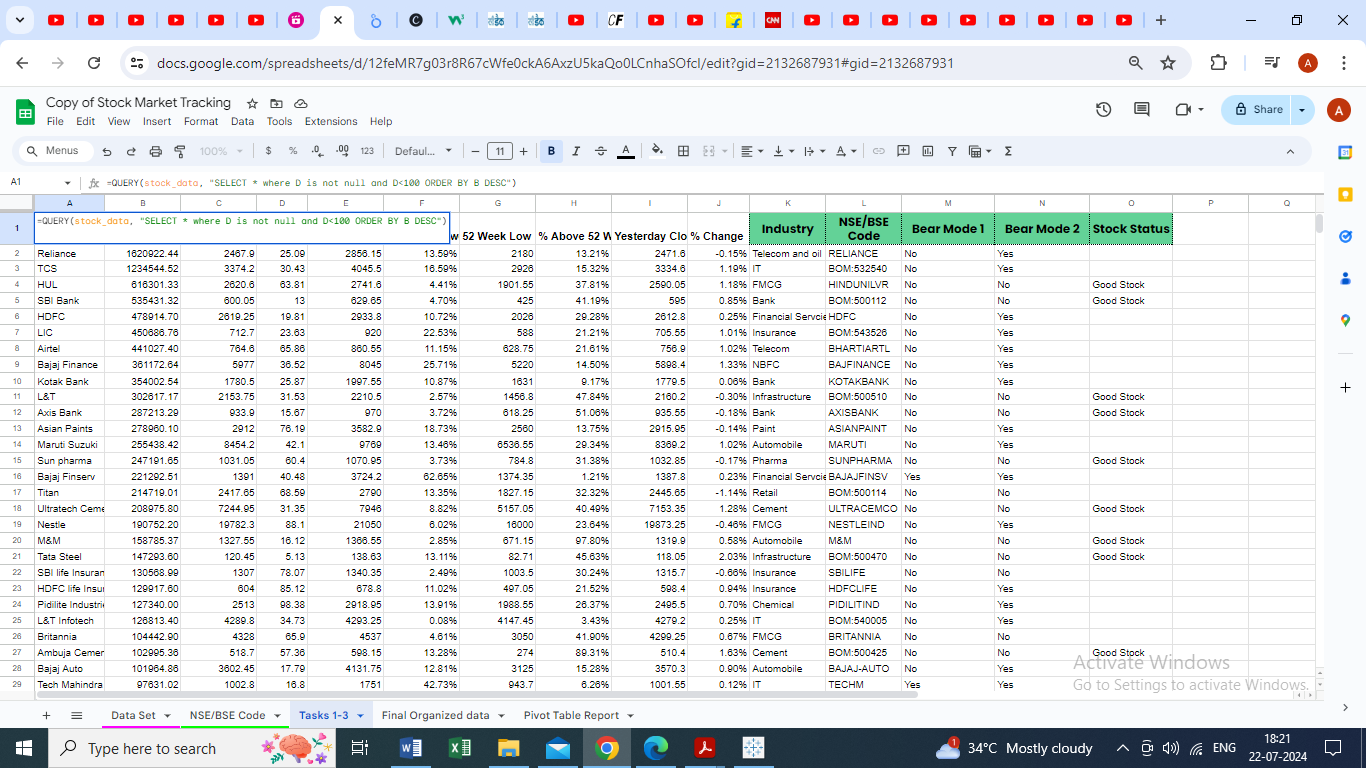 CNN
docs.google.com/spreadsheets/d/12feMR7g03r8R67cWfe0ckA6AxzU5kaQo0LCnhaSOfcI/edit?gid=2132687931#gid=2132687931
A
Copy of Stock Market Tracking
Share
A
File Edit View Insert Format Data Tools Extensions Help
Menus 100% $ % .0 .00 123 Defaul... 11 B I A
A1 fx =QUERY(stock_data, "SELECT * where D is not null and D<100 ORDER BY B DESC")
A B C D E F G H I J K L M N O P Q
=QUERY(stock_data, "SELECT * where D is not null and D<100 ORDER BY B DESC")
1 52 Week Low % Above 52 W Yesterday Clo % Change Industry NSE/BSE Code Bear Mode 1 Bear Mode 2 Stock Status
2 Reliance 1620922.44 2467.9 25.09 2856.15 13.59% 2180 13.21% 2471.6 -0.15% Telecom and oil RELIANCE No Yes
3 TCS 1234544.52 3374.2 30.43 4045.5 16.59% 2926 15.32% 3334.6 1.19% IT BOM:532540 No Yes
4 HUL 616301.33 2620.6 63.81 2741.6 4.41% 1901.55 37.81% 2590.05 1.18% FMCG HINDUNILVR No No Good Stock
5 SBI Bank 535431.32 600.05 13 629.65 4.70% 425 41.19% 595 0.85% Bank BOM:500112 No No Good Stock
6 HDFC 478914.70 2619.25 19.81 2933.8 10.72% 2026 29.28% 2612.8 0.25% Financial Servcie HDFC No Yes
7 LIC 450686.76 712.7 23.63 920 22.53% 588 21.21% 705.55 1.01% Insurance BOM:543526 No Yes
8 Airtel 441027.40 764.6 65.86 860.55 11.15% 628.75 21.61% 756.9 1.02% Telecom BHARTIARTL No Yes
9 Bajaj Finance 361172.64 5977 36.52 8045 25.71% 5220 14.50% 5898.4 1.33% NBFC BAJFINANCE No Yes
10 Kotak Bank 354002.54 1780.5 25.87 1997.55 10.87% 1631 9.17% 1779.5 0.06% Bank KOTAKBANK No Yes
11 L&T 302617.17 2153.75 31.53 2210.5 2.57% 1456.8 47.84% 2160.2 -0.30% Infrastructure BOM:500510 No No Good Stock
12 Axis Bank 287213.29 933.9 15.67 970 3.72% 618.25 51.06% 935.55 -0.18% Bank AXISBANK No No Good Stock
13 Asian Paints 278960.10 2912 76.19 3582.9 18.73% 2560 13.75% 2915.95 -0.14% Paint ASIANPAINT No Yes
14 Maruti Suzuki 255438.42 8454.2 42.1 9769 13.46% 6536.55 29.34% 8369.2 1.02% Automobile MARUTI No Yes
15 Sun pharma 247191.65 1031.05 60.4 1070.95 3.73% 784.8 31.38% 1032.85 -0.17% Pharma SUNPHARMA No No Good Stock
16 Bajaj Finserv 221292.51 1391 40.48 3724.2 62.65% 1374.35 1.21% 1387.8 0.23% Financial Servcie BAJAJFINSV Yes Yes
17 Titan 214719.01 2417.65 68.59 2790 13.35% 1827.15 32.32% 2445.65 -1.14% Retail BOM:500114 No No
18 Ultratech Ceme 208975.80 7244.95 31.35 7946 8.82% 5157.05 40.49% 7153.35 1.28% Cement ULTRACEMCO No No Good Stock
19 Nestle 190752.20 19782.3 88.1 21050 6.02% 16000 23.64% 19873.25 -0.46% FMCG NESTLEIND No Yes
20 M&M 158785.37 1327.55 16.12 1366.55 2.85% 671.15 97.80% 1319.9 0.58% Automobile M&M No No Good Stock
21 Tata Steel 147293.60 120.45 5.13 138.63 13.11% 82.71 45.63% 118.05 2.03% Infrastructure BOM:500470 No No Good Stock
22 SBI life Insuran 130568.99 1307 78.07 1340.35 2.49% 1003.5 30.24% 1315.7 -0.66% Insurance SBILIFE No No
23 HDFC life Insu 129917.60 604 85.12 678.8 11.02% 497.05 21.52% 598.4 0.94% Insurance HDFCLIFE No Yes
24 Pidilite Industri 127340.00 2513 98.38 2918.95 13.91% 1988.55 26.37% 2495.5 0.70% Chemical PIDILITIND No Yes
25 L&T Infotech 126813.40 4289.8 34.73 4293.25 0.08% 4147.45 3.43% 4279.2 0.25% IT BOM:540005 No Yes
26 Britannia 104442.90 4328 65.9 4537 4.61% 3050 41.90% 4299.25 0.67% FMCG BRITANNIA No No
27 Ambuja Cemer 102995.36 518.7 57.36 598.15 13.28% 274 89.31% 510.4 1.63% Cement BOM:500425 No No Good Stock
28 Bajaj Auto 101964.86 3602.45 17.79 4131.75 12.81% 3125 15.28% 3570.3 0.90% Automobile BAJAJ-AUTO No Yes
29 Tech Mahindra 97631.02 1002.8 16.8 1751 42.73% 943.7 6.26% 1001.55 0.12% IT TECHM Yes Yes
Activate Windows
Go to Settings to activate Windows.
Data Set NSE/BSE Code Tasks 1-3 Final Organized data Pivot Table Report
Type here to search 1 34°C Mostly cloudy ENG 18:21
22-07-2024